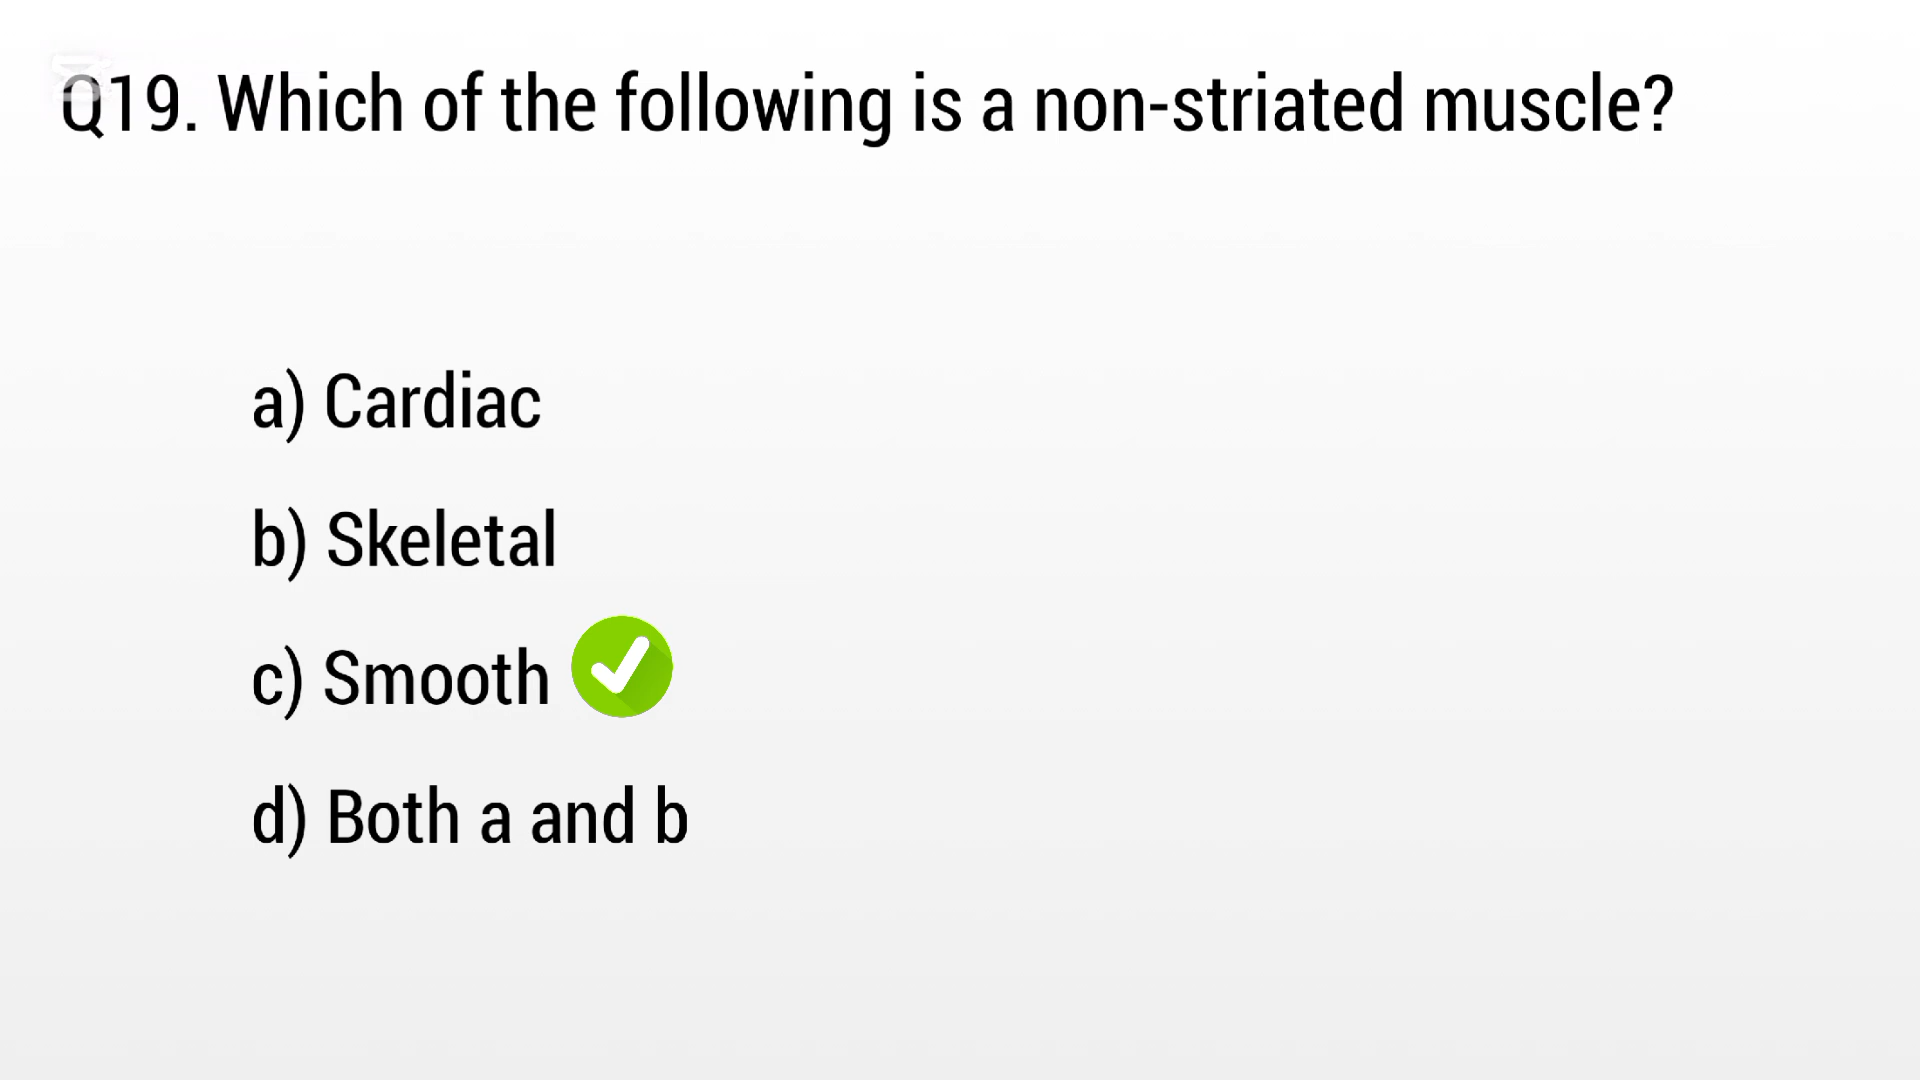 Q19. Which of the following is a non-striated muscle?
a) Cardiac
b) Skeletal
c) Smooth
d) Both a and b